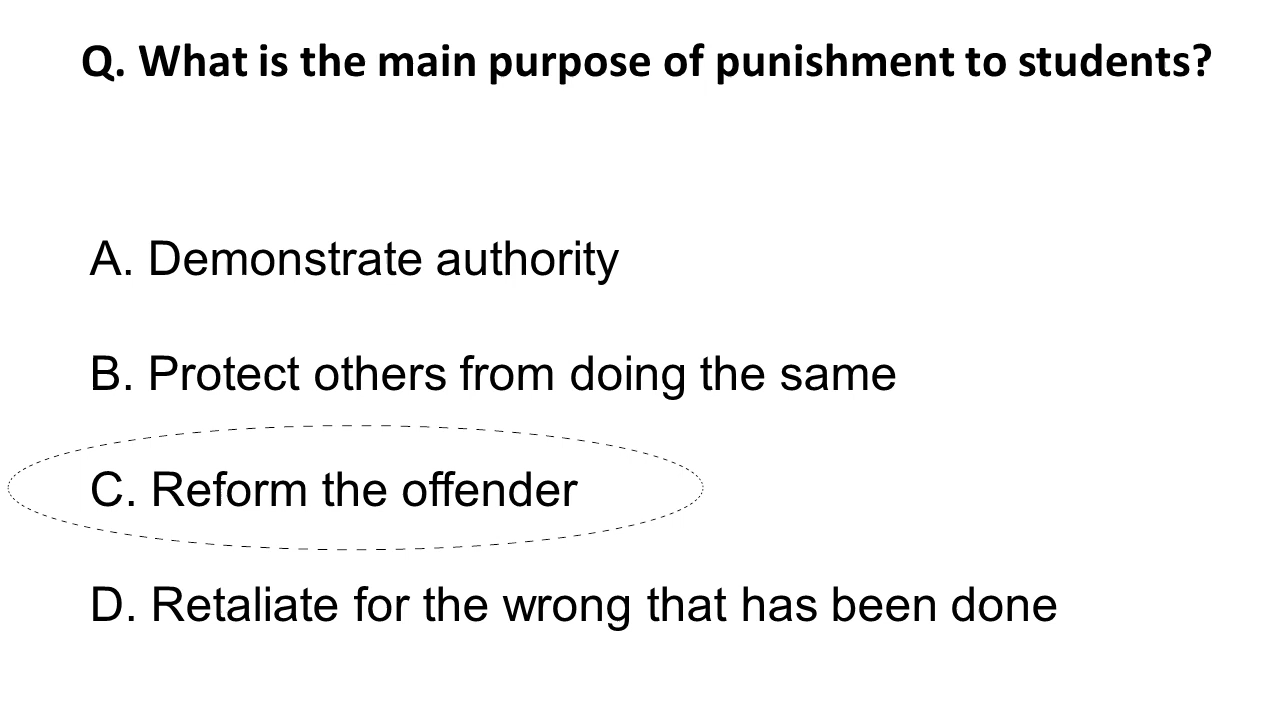 Q. What is the main purpose of punishment to students?
A. Demonstrate authority
B. Protect others from doing the same
C. Reform the offender
D. Retaliate for the wrong that has been done